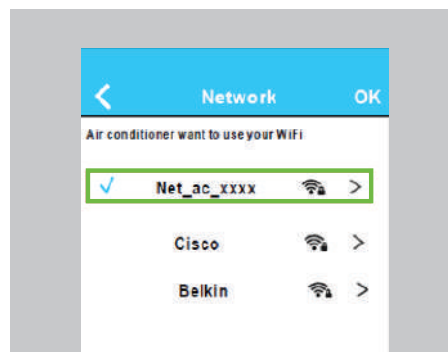 Network OK
Air conditioner want to use your WiFi
Net_ac_xxxx
Cisco
Belkin